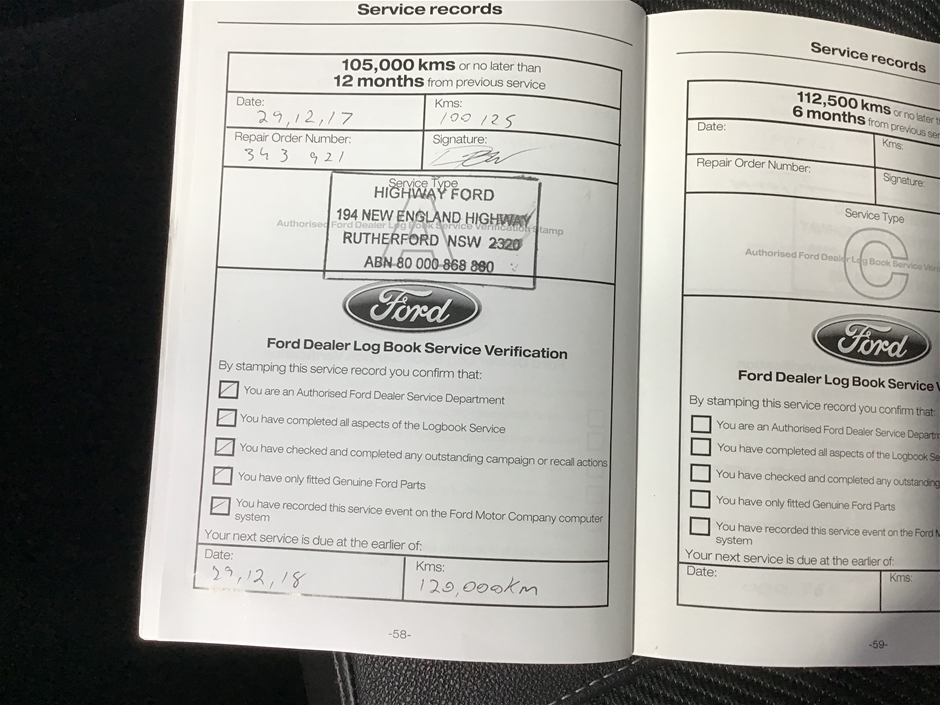 Service records
105,000 kms or no later than
12 months from previous service
Date:
29,12,17
Kms:
100 125
Repair Order Number:
343 921
Signature:
Service Type
A
Authorised Ford Dealer Log Book Service Verification Stamp
HIGHWAY FORD
194 NEW ENGLAND HIGHWAY
RUTHERFORD NSW 2320
ABN 80 000 868 860
Ford
Ford Dealer Log Book Service Verification
By stamping this service record you confirm that:
You are an Authorised Ford Dealer Service Department
You have completed all aspects of the Logbook Service
You have checked and completed any outstanding campaign or recall actions
You have only fitted Genuine Ford Parts
You have recorded this service event on the Ford Motor Company computer
system
Your next service is due at the earlier of:
Date:
29,12,18
Kms:
120,000km
-58-
Service records
112,500 kms or no later
6 months from previous
Date:
Kms:
Repair Order Number:
Signature:
Service Type
C
Authorised Ford Dealer Log Book Service
Ford
Ford Dealer Log Book Service
By stamping this service record you confirm that:
You are an Authorised Ford Dealer Service
You have completed all aspects of the Logbook
You have checked and completed any outstanding
You have only fitted Genuine Ford Parts
You have recorded this service event on the Ford
system
Your next service is due at the earlier of:
Date:
Kms:
-59-